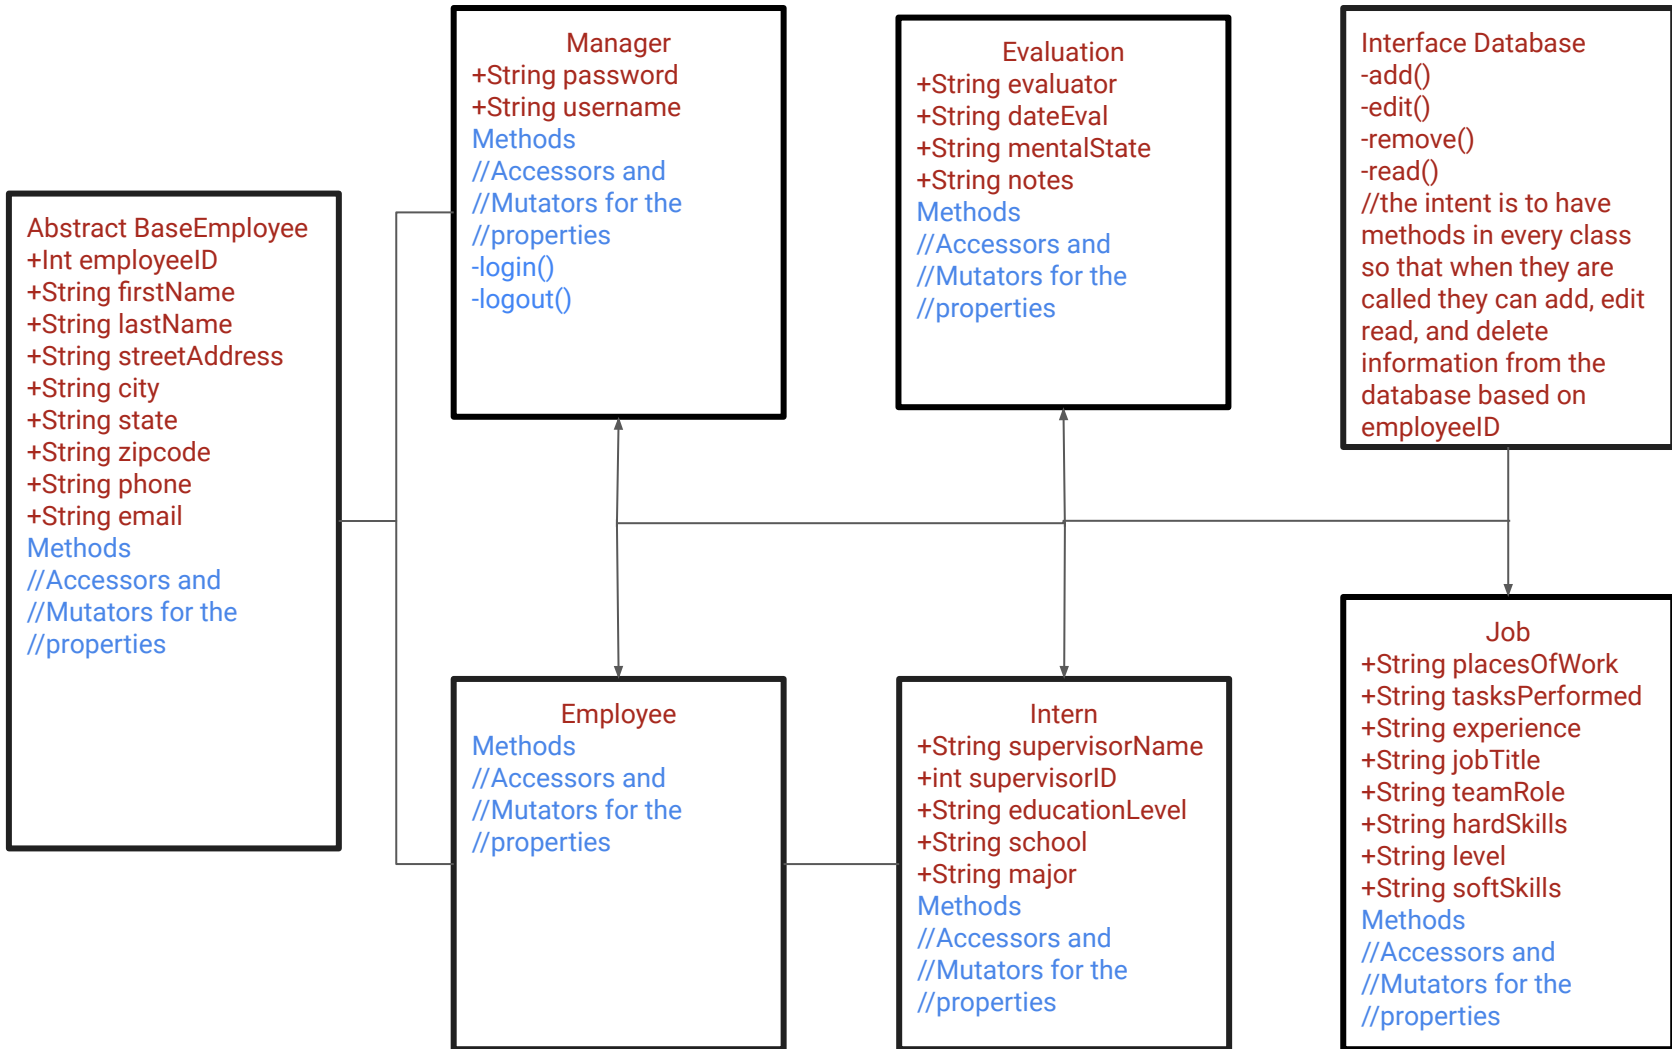 Abstract BaseEmployee
+Int employeeID
+String firstName
+String lastName
+String streetAddress
+String city
+String state
+String zipcode
+String phone
+String email
Methods
//Accessors and
//Mutators for the
//properties
Manager
+String password
+String username
Methods
//Accessors and
//Mutators for the
//properties
-login()
-logout()
Evaluation
+String evaluator
+String dateEval
+String mentalState
+String notes
Methods
//Accessors and
//Mutators for the
//properties
Interface Database
-add()
-edit()
-remove()
-read()
//the intent is to have
methods in every class
so that when they are
called they can add, edit
read, and delete
information from the
database based on
employeeID
Employee
Methods
//Accessors and
//Mutators for the
//properties
Intern
+String supervisorName
+int supervisorID
+String educationLevel
+String school
+String major
Methods
//Accessors and
//Mutators for the
//properties
Job
+String placesOfWork
+String tasksPerformed
+String experience
+String jobTitle
+String teamRole
+String hardSkills
+String level
+String softSkills
Methods
//Accessors and
//Mutators for the
//properties